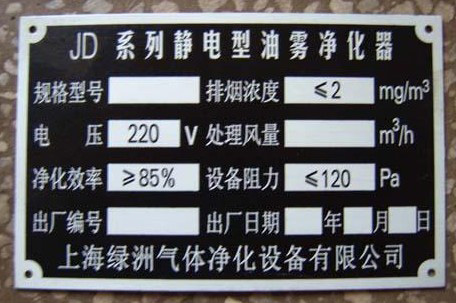 JD 系列静电型油雾净化器
规格型号 排烟浓度 ≤2 mg/m³
电压 220 V 处理风量 m³/h
净化效率 ≥85% 设备阻力 ≤120 Pa
出厂编号 出厂日期 年 月 日
上海绿洲气体净化设备有限公司